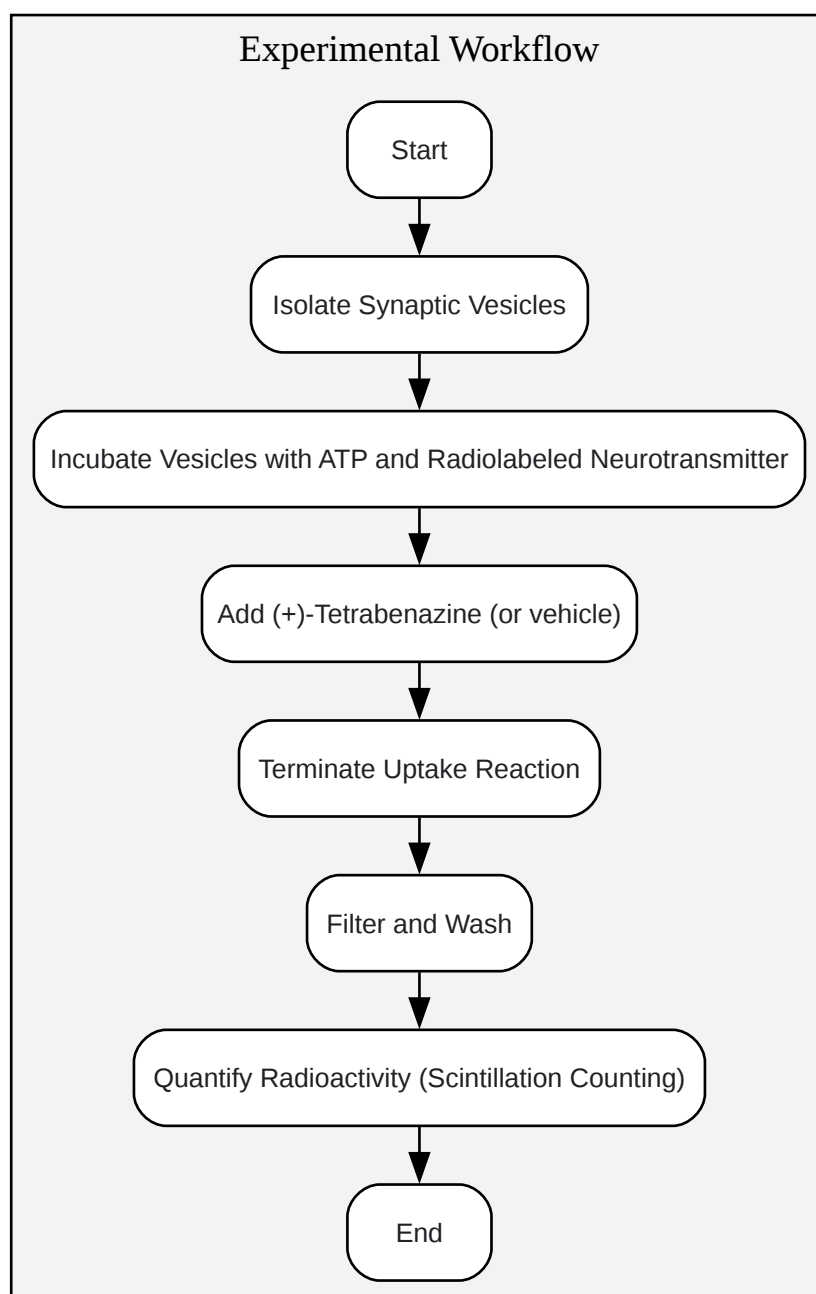 Experimental Workflow
Start
Isolate Synaptic Vesicles
Incubate Vesicles with ATP and Radiolabeled Neurotransmitter
Add (+)-Tetrabenazine (or vehicle)
Terminate Uptake Reaction
Filter and Wash
Quantify Radioactivity (Scintillation Counting)
End